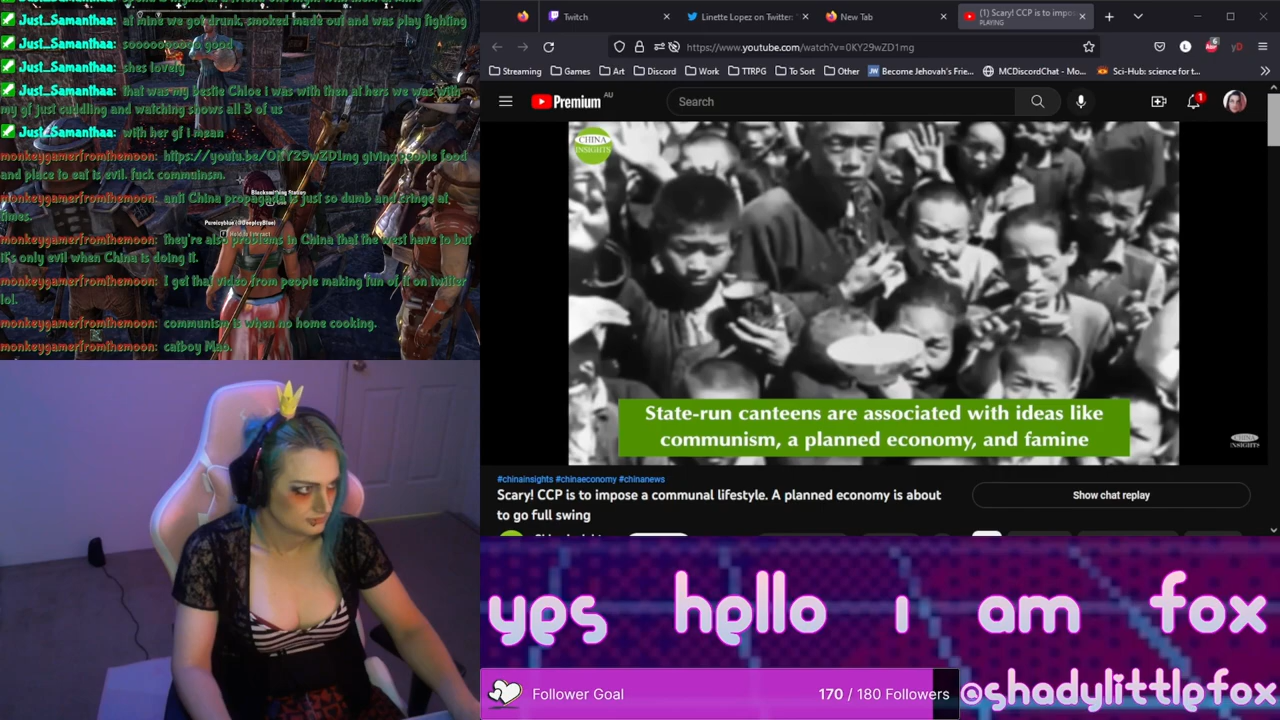 Just_Samanthaa: at mine we got drunk, smoked made out and was play fighting
Just_Samanthaa: soooooooooo good
Just_Samanthaa: shes lovely
Just_Samanthaa: that was my bestie Chloe i was with then at hers we was with
my gf just cuddling and watching shows all 3 of us
Just_Samanthaa: with her gf I mean
monkeygamerfromthemoon: https://youtu.be/0KY29wZD1mg giving people food
and place to eat is evil. fuck communism.
monkeygamerfromthemoon: anti China propaganda is just so dumb and cringe at
times.
monkeygamerfromthemoon: they're also problems in China that the west have to but
it's only evil when China is doing it.
monkeygamerfromthemoon: I get that video from people making fun of it on twitter
lol.
monkeygamerfromthemoon: communism is when no home cooking.
monkeygamerfromthemoon: catboy Mao.
Blacksmithing Station
Twitch
Linette Lopez on Twitter:
New Tab
(1) Scary! CCP is to impos
PLAYING
https://www.youtube.com/watch?v=0KY29wZD1mg
Streaming
Games
Art
Discord
Work
TTRPG
To Sort
Other
Become Jehovah's Frie...
MCDiscordChat - Mo...
Sci-Hub: science for t...
Premium AU
Search
1
CHINA
INSIGHTS
State-run canteens are associated with ideas like
communism, a planned economy, and famine
CHINA
INSIGHTS
#chinainsights #chinaeconomy #chinanews
Scary! CCP is to impose a communal lifestyle. A planned economy is about
to go full swing
Show chat replay
yes hello i am fox
Follower Goal
170 / 180 Followers
@shadylittlefox